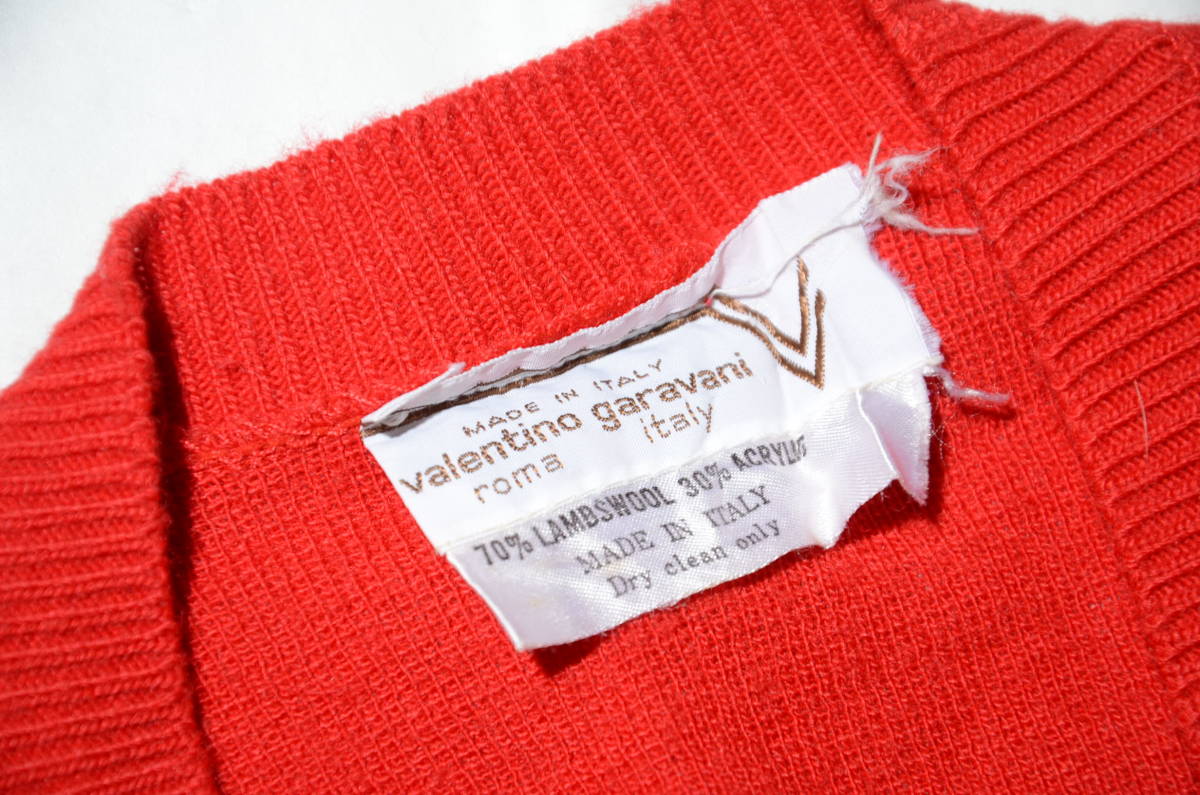 MADE IN ITALY
valentino garavani
roma italy
70% LAMBSWOOL 30% ACRYLIC
MADE IN ITALY
Dry clean only